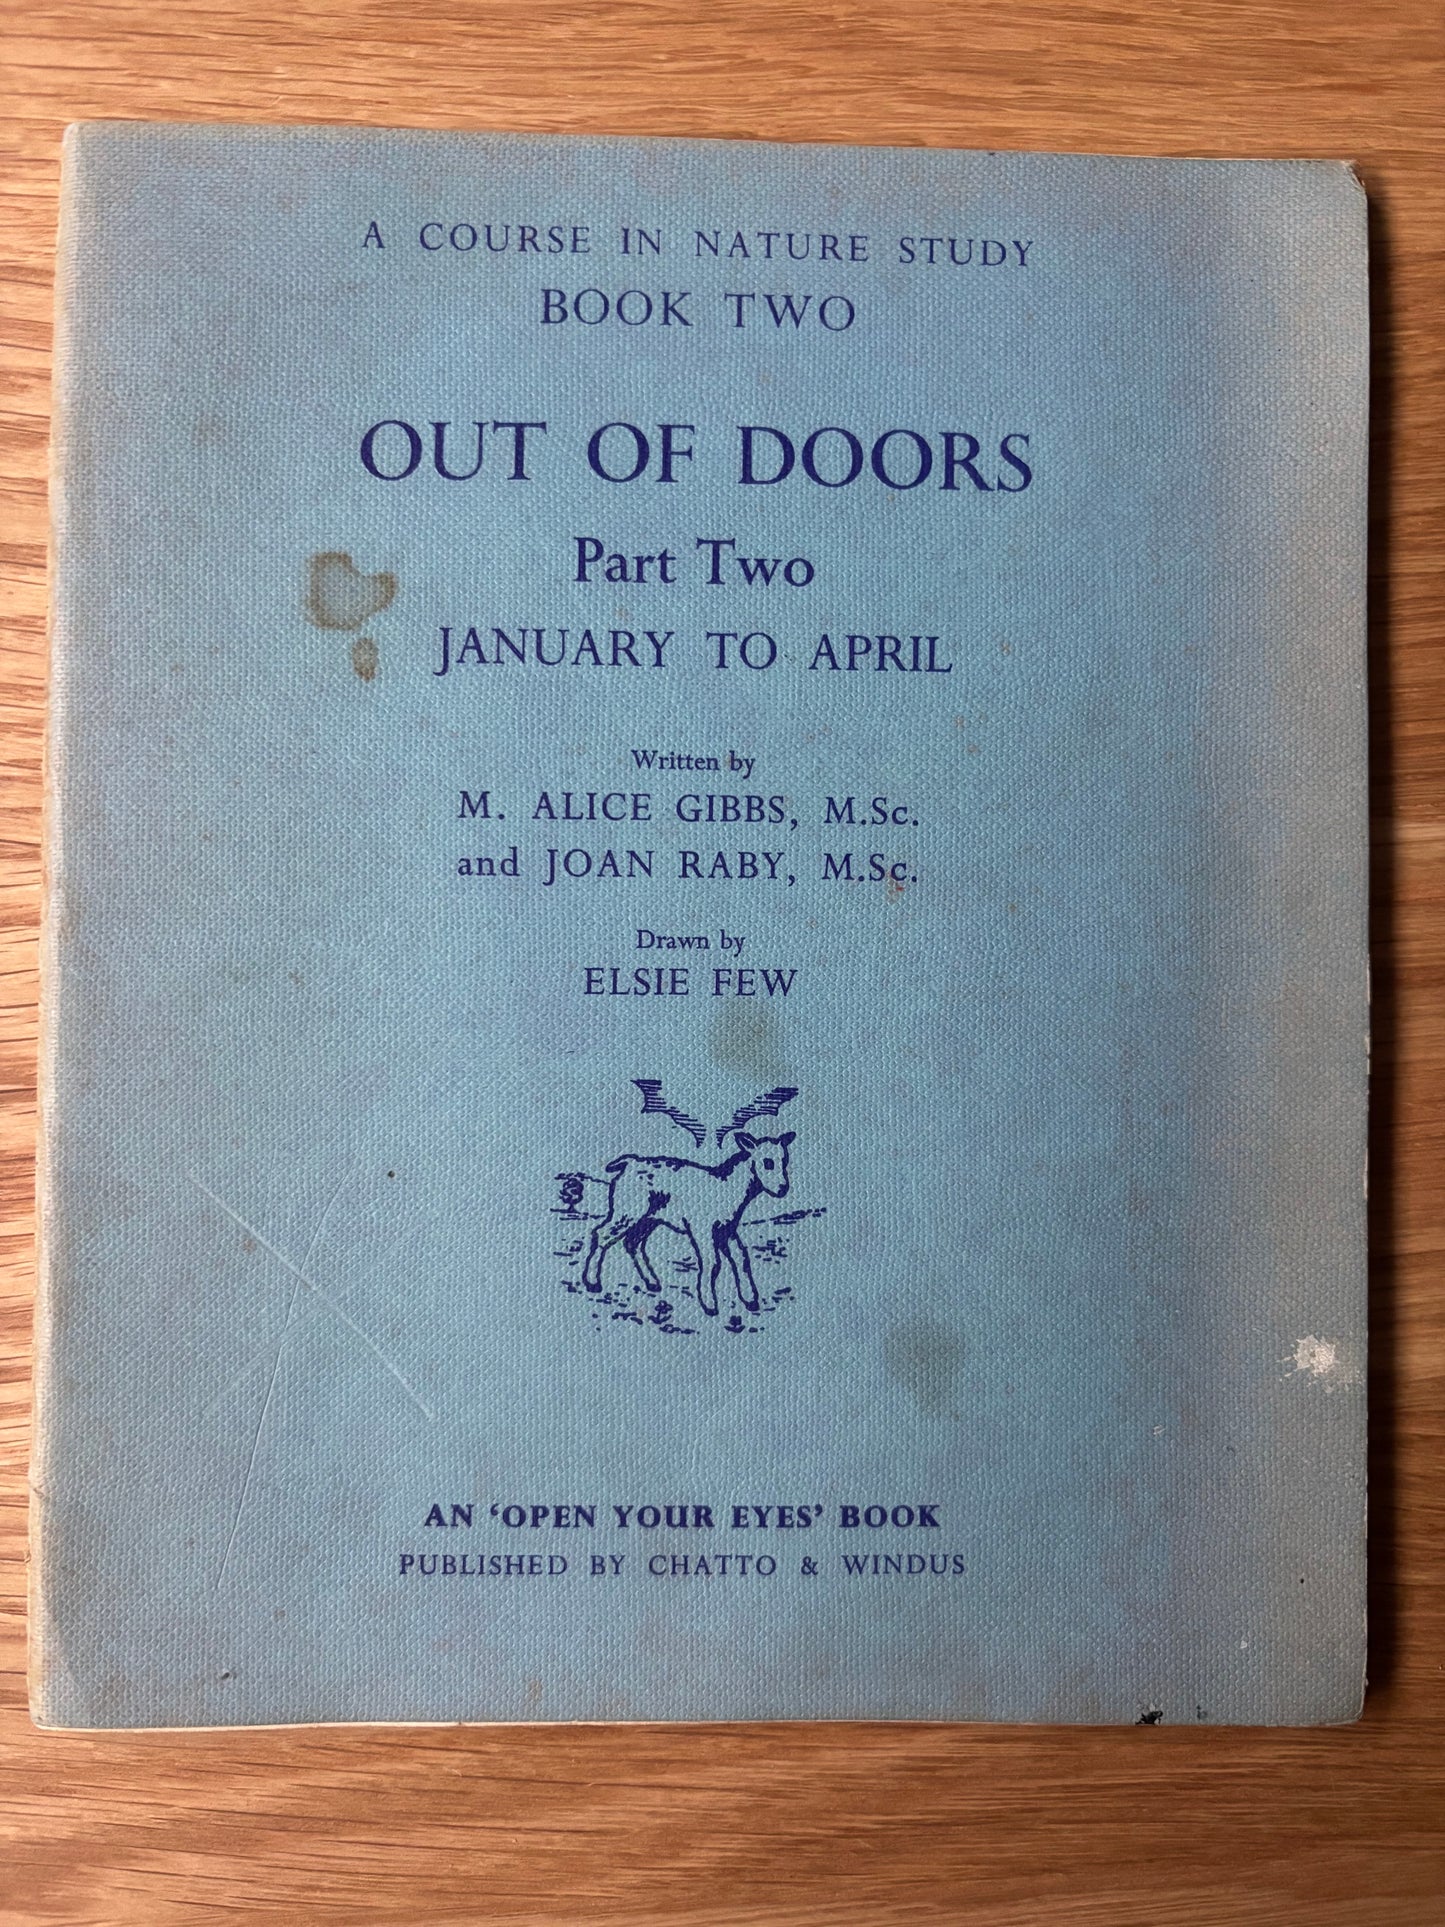 A COURSE IN NATURE STUDY
BOOK TWO
OUT OF DOORS
Part Two
JANUARY TO APRIL
Written by
M. ALICE GIBBS, M.Sc.
and JOAN RABY, M.Sc.
Drawn by
ELSIE FEW
AN ‘OPEN YOUR EYES’ BOOK
PUBLISHED BY CHATTO & WINDUS